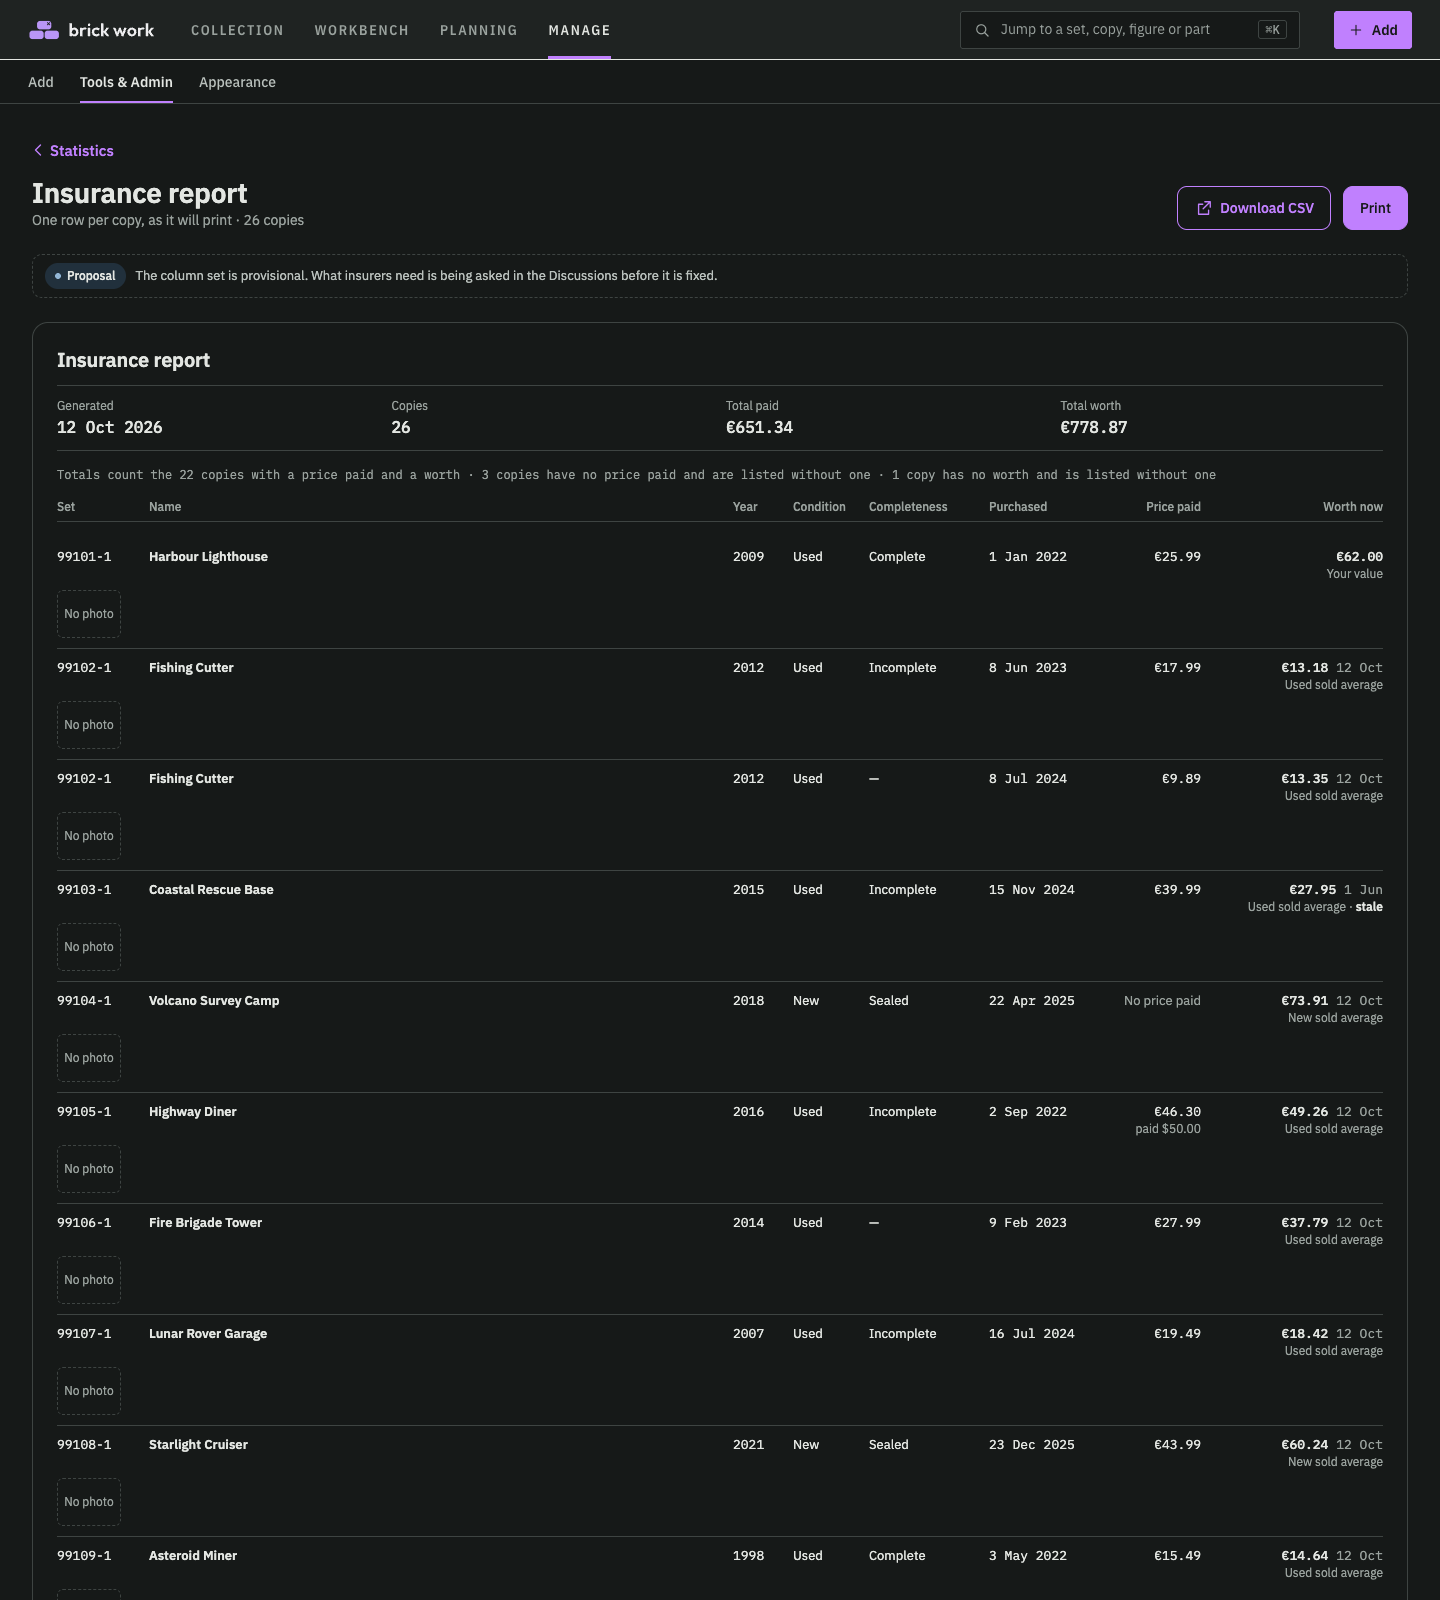 brick work COLLECTION WORKBENCH PLANNING MANAGE Jump to a set, copy, figure or part ⌘K + Add
Add Tools & Admin Appearance
Statistics
Insurance report
One row per copy, as it will print · 26 copies
Download CSV Print
Proposal The column set is provisional. What insurers need is being asked in the Discussions before it is fixed.
Insurance report
Generated Copies Total paid Total worth
12 Oct 2026 26 €651.34 €778.87
Totals count the 22 copies with a price paid and a worth · 3 copies have no price paid and are listed without one · 1 copy has no worth and is listed without one
Set Name Year Condition Completeness Purchased Price paid Worth now
99101-1 Harbour Lighthouse 2009 Used Complete 1 Jan 2022 €25.99 €62.00
Your value
No photo
99102-1 Fishing Cutter 2012 Used Incomplete 8 Jun 2023 €17.99 €13.18 12 Oct
Used sold average
No photo
99102-1 Fishing Cutter 2012 Used — 8 Jul 2024 €9.89 €13.35 12 Oct
Used sold average
No photo
99103-1 Coastal Rescue Base 2015 Used Incomplete 15 Nov 2024 €39.99 €27.95 1 Jun
Used sold average · stale
No photo
99104-1 Volcano Survey Camp 2018 New Sealed 22 Apr 2025 No price paid €73.91 12 Oct
New sold average
No photo
99105-1 Highway Diner 2016 Used Incomplete 2 Sep 2022 €46.30 €49.26 12 Oct
paid $50.00 Used sold average
No photo
99106-1 Fire Brigade Tower 2014 Used — 9 Feb 2023 €27.99 €37.79 12 Oct
Used sold average
No photo
99107-1 Lunar Rover Garage 2007 Used Incomplete 16 Jul 2024 €19.49 €18.42 12 Oct
Used sold average
No photo
99108-1 Starlight Cruiser 2021 New Sealed 23 Dec 2025 €43.99 €60.24 12 Oct
New sold average
No photo
99109-1 Asteroid Miner 1998 Used Complete 3 May 2022 €15.49 €14.64 12 Oct
Used sold average